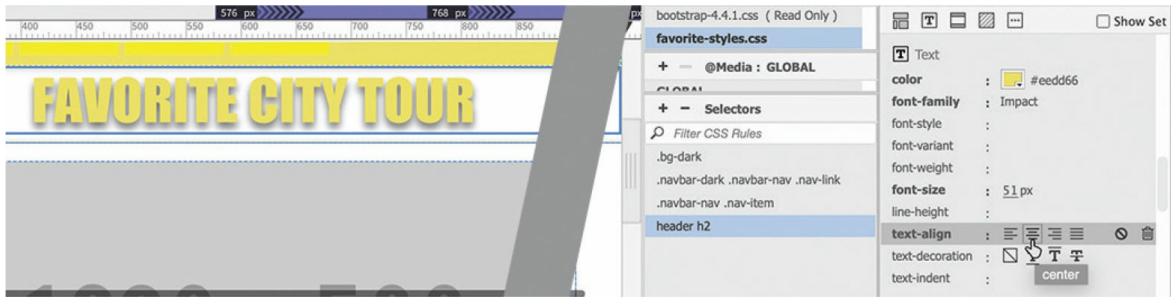 576 px
768 px
px
400 450 500 550 600 650 700 750 800 850
FAVORITE CITY TOUR
bootstrap-4.4.1.css ( Read Only )
favorite-styles.css
+ − @Media : GLOBAL
GLOBAL
+ − Selectors
Filter CSS Rules
.bg-dark
.navbar-dark .navbar-nav .nav-link
.navbar-nav .nav-item
header h2
T Show Set
T Text
color : #eedd66
font-family : Impact
font-style :
font-variant :
font-weight :
font-size : 51 px
line-height :
text-align :
text-decoration : T T T
center
text-indent :